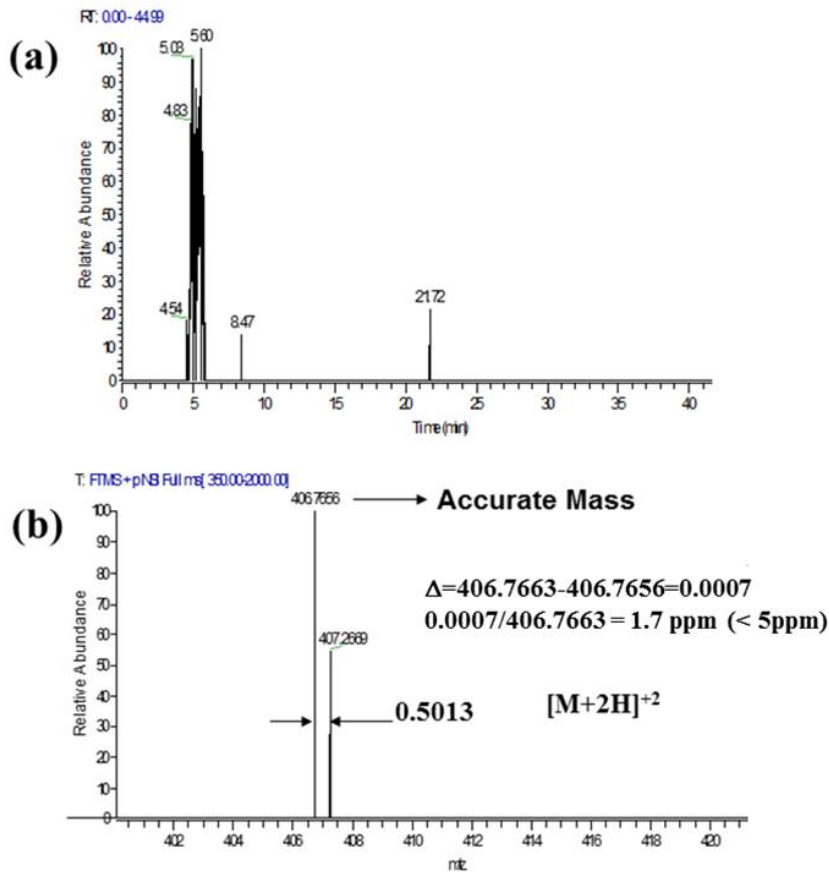 RT: 0.00 - 44.99
(a)
5.03 5.60
4.83
4.54
8.47
21.72
100
90
80
70
60
50
40
30
20
10
0
Relative Abundance
0 5 10 15 20 25 30 35 40
Time (min)
T: FTMS + p NSI Full ms [ 350.00-2000.00]
(b)
406.7656 Accurate Mass
Δ=406.7663-406.7656=0.0007
0.0007/406.7663 = 1.7 ppm (< 5ppm)
407.2669
0.5013 [M+2H]+2
100
90
80
70
60
50
40
30
20
10
0
Relative Abundance
402 404 406 408 410 412 414 416 418 420
m/z